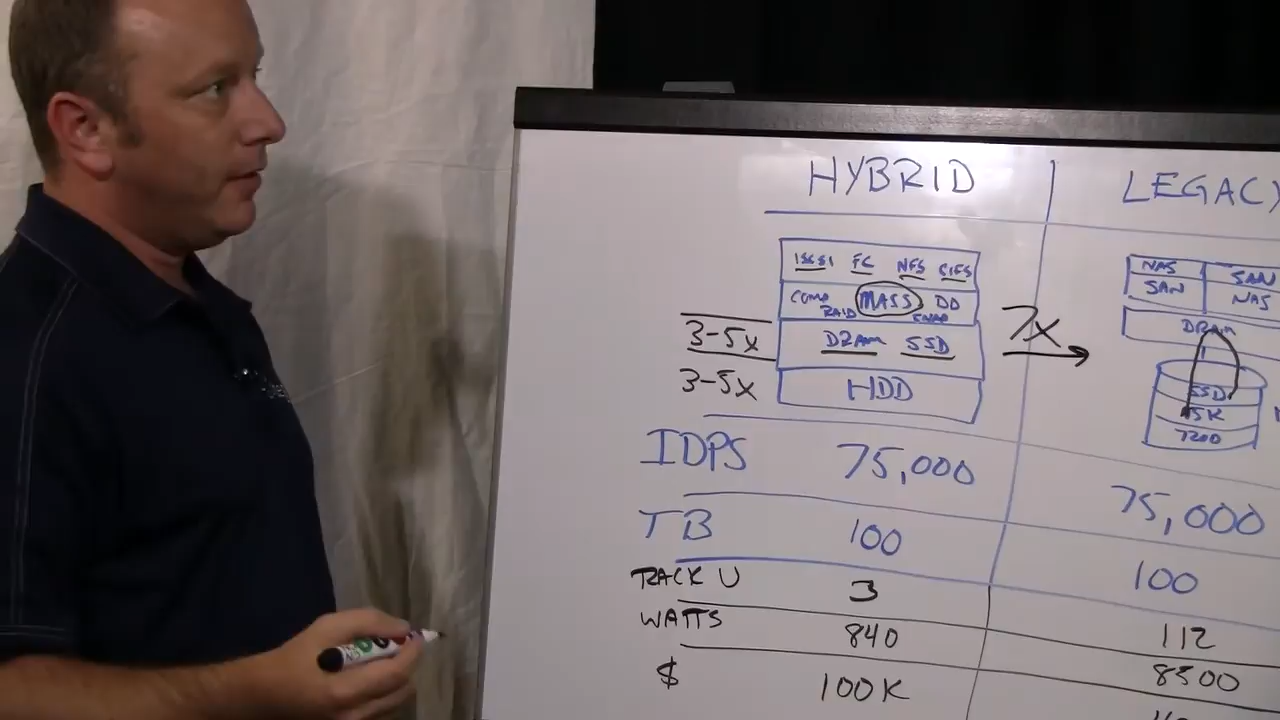 HYBRID LEGACY
ISCSI FC NFS CIFS NAS SAN
COMP RAID MASS DD SNAP SAN NAS
3-5X DRAM SSD 7X DRAM
3-5X HDD SSD
15K
7200
IOPS 75,000 75,000
TB 100 100
RACK U 3 112
WATTS 840 8500
$ 100K